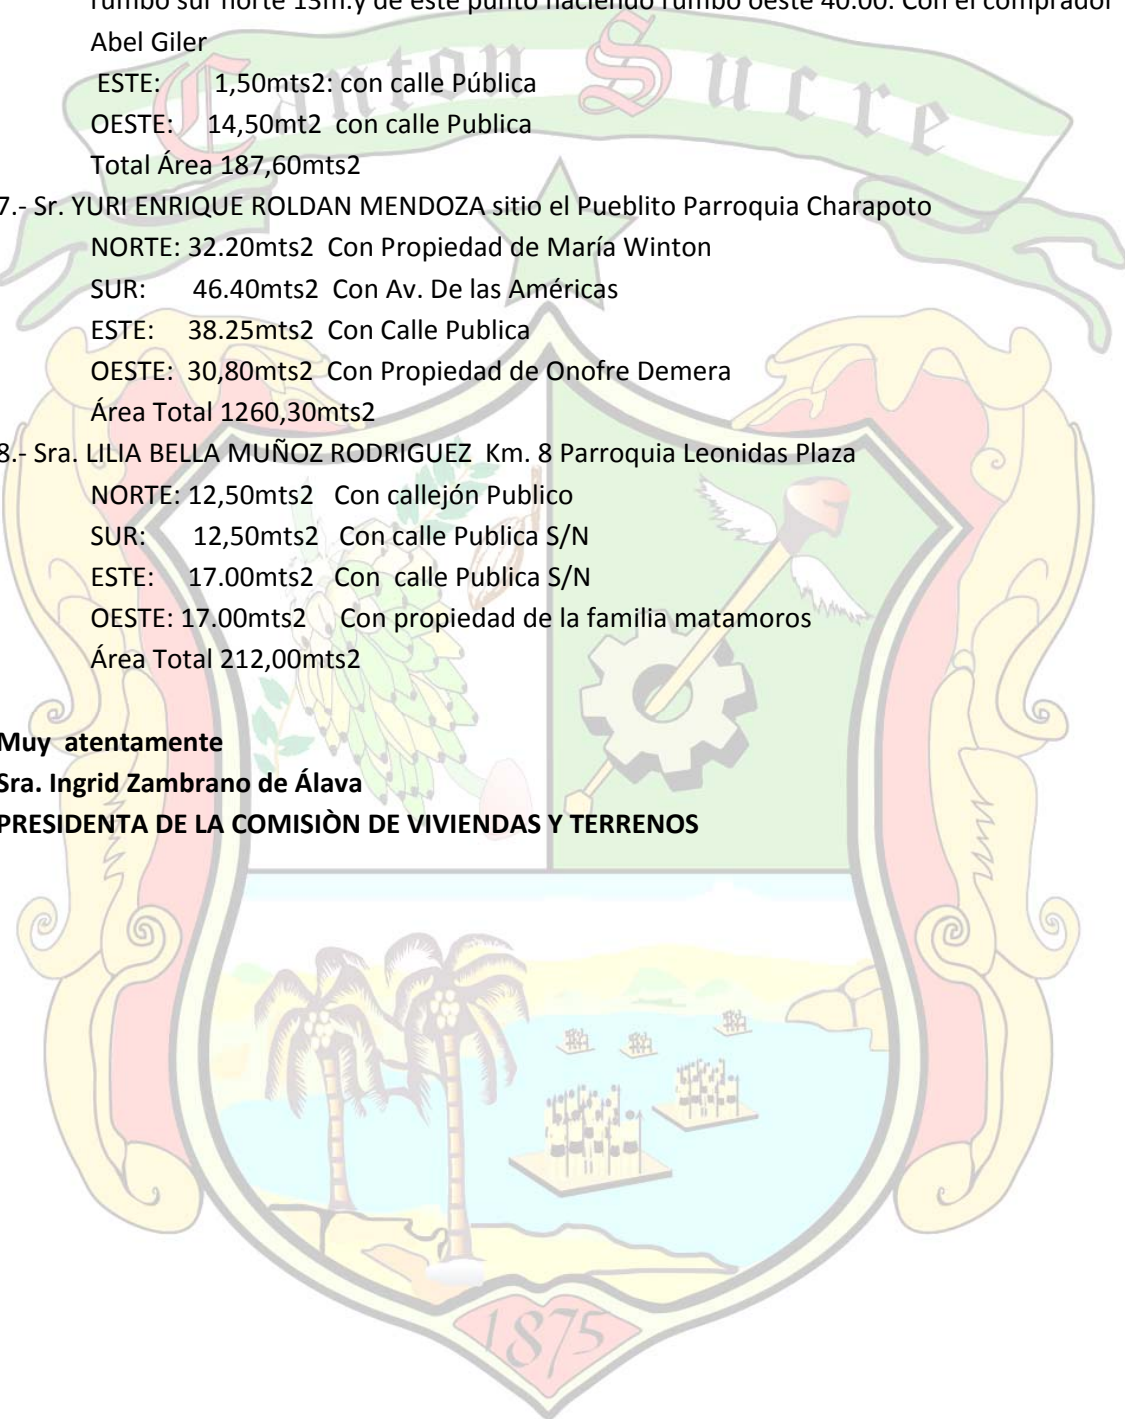 rumbo sur norte 13m.y de este punto haciendo rumbo oeste 40.00. Con el comprador
Abel Giler
ESTE: 1,50mts2: con calle Pública
OESTE: 14,50mt2 con calle Publica
Total Área 187,60mts2
7.- Sr. YURI ENRIQUE ROLDAN MENDOZA sitio el Pueblito Parroquia Charapoto
NORTE: 32.20mts2 Con Propiedad de María Winton
SUR: 46.40mts2 Con Av. De las Américas
ESTE: 38.25mts2 Con Calle Publica
OESTE: 30,80mts2 Con Propiedad de Onofre Demera
Área Total 1260,30mts2
8.- Sra. LILIA BELLA MUÑOZ RODRIGUEZ Km. 8 Parroquia Leonidas Plaza
NORTE: 12,50mts2 Con callejón Publico
SUR: 12,50mts2 Con calle Publica S/N
ESTE: 17.00mts2 Con calle Publica S/N
OESTE: 17.00mts2 Con propiedad de la familia matamoros
Área Total 212,00mts2
Muy atentamente
Sra. Ingrid Zambrano de Álava
PRESIDENTA DE LA COMISIÒN DE VIVIENDAS Y TERRENOS
Canton Sucre
1875